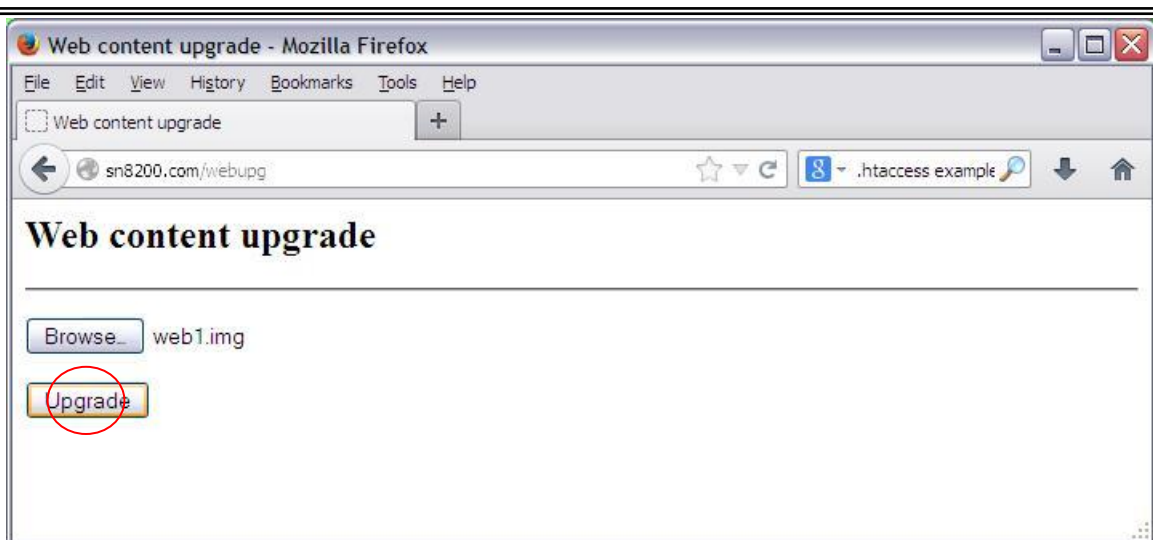 Web content upgrade - Mozilla Firefox
File Edit View History Bookmarks Tools Help
Web content upgrade +
sn8200.com/webupg 8 .htaccess example
Web content upgrade
Browse... web1.img
Upgrade